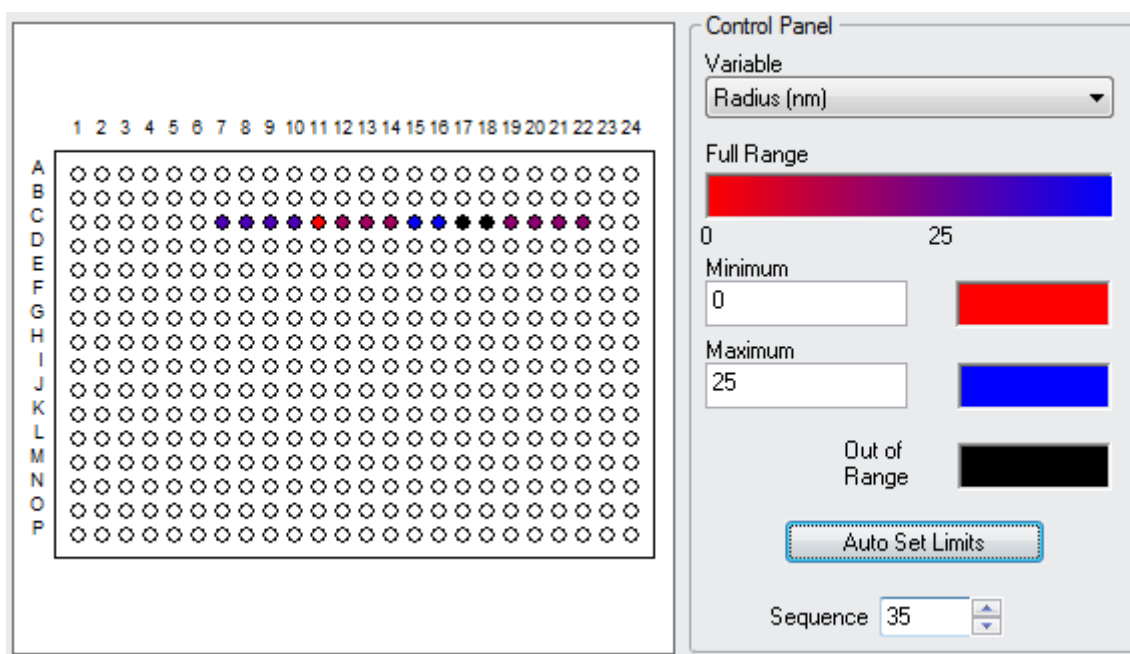 1 2 3 4 5 6 7 8 9 10 11 12 13 14 15 16 17 18 19 20 21 22 23 24
A
B
C
D
E
F
G
H
I
J
K
L
M
N
O
P
Control Panel
Variable
Radius (nm)
Full Range
0 25
Minimum
0
Maximum
25
Out of
Range
Auto Set Limits
Sequence 35